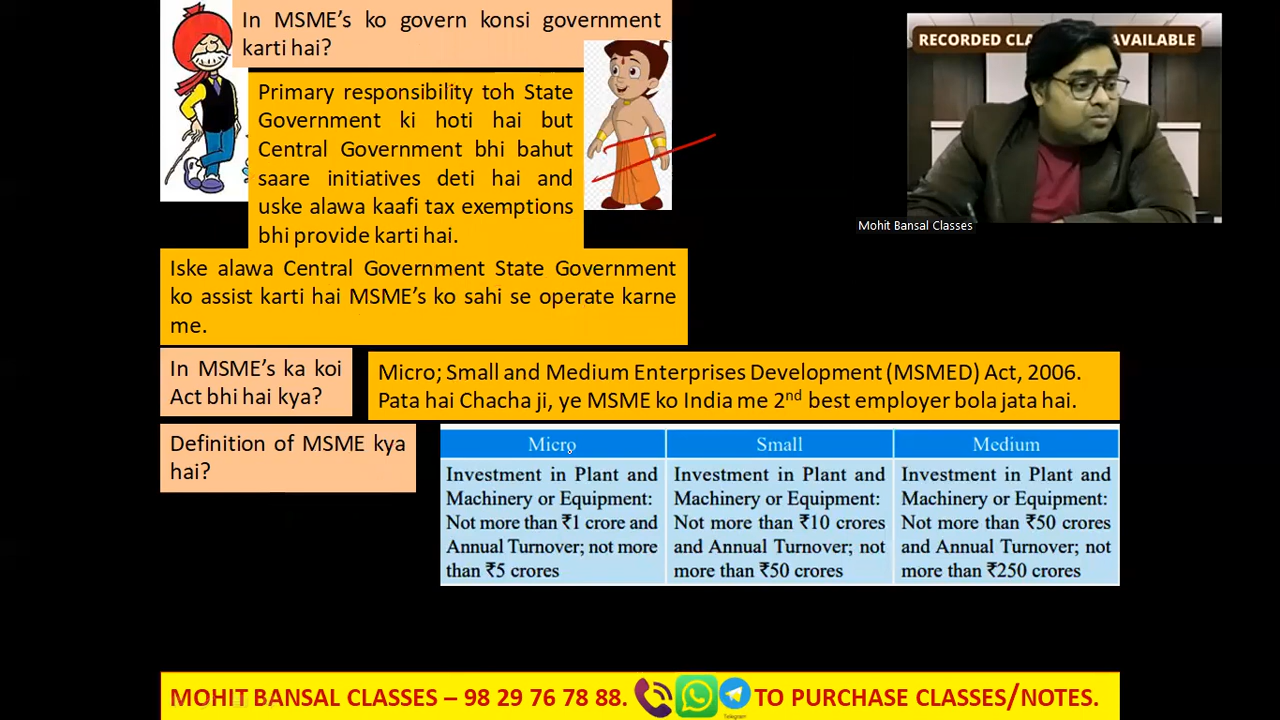 In MSME's ko govern konsi government
karti hai?
RECORDED CLA AVAILABLE
Primary responsibility toh State
Government ki hoti hai but
Central Government bhi bahut
saare initiatives deti hai and
uske alawa kaafi tax exemptions
bhi provide karti hai.
Mohit Bansal Classes
Iske alawa Central Government State Government
ko assist karti hai MSME's ko sahi se operate karne
me.
In MSME's ka koi
Act bhi hai kya?
Micro; Small and Medium Enterprises Development (MSMED) Act, 2006.
Pata hai Chacha ji, ye MSME ko India me 2nd best employer bola jata hai.
Definition of MSME kya
hai?
Micro
Investment in Plant and
Machinery or Equipment:
Not more than ₹1 crore and
Annual Turnover; not more
than ₹5 crores
Small
Investment in Plant and
Machinery or Equipment:
Not more than ₹10 crores
and Annual Turnover; not
more than ₹50 crores
Medium
Investment in Plant and
Machinery or Equipment:
Not more than ₹50 crores
and Annual Turnover; not
more than ₹250 crores
MOHIT BANSAL CLASSES – 98 29 76 78 88. TO PURCHASE CLASSES/NOTES.
Telegram